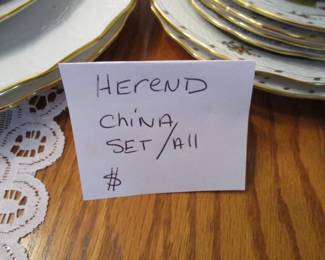 HEREND
CHINA
SET/All
$